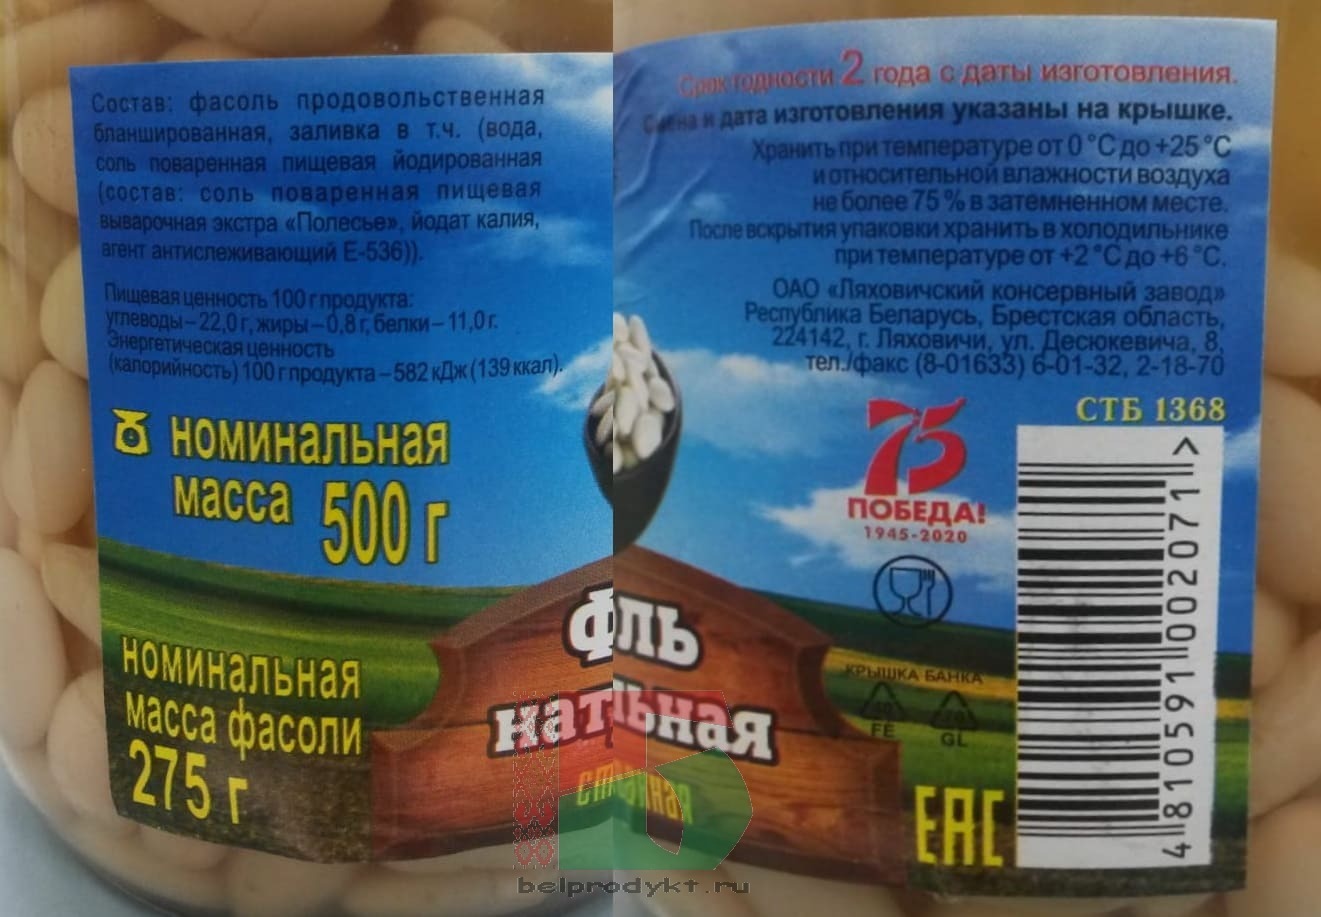 Состав: фасоль продовольственная
бланшированная, заливка в т.ч. (вода,
соль поваренная пищевая йодированная
(состав: соль поваренная пищевая
выварочная экстра «Полесье», йодат калия,
агент антислеживающий Е-536)).
Пищевая ценность 100 г продукта:
углеводы – 22,0 г, жиры – 0,8 г, белки – 11,0 г.
Энергетическая ценность
(калорийность) 100 г продукта – 582 кДж (139 ккал).
номинальная
масса 500 г
номинальная
масса фасоли
275 г
Срок годности 2 года с даты изготовления.
Смена и дата изготовления указаны на крышке.
Хранить при температуре от 0 °С до +25 °С
и относительной влажности воздуха
не более 75 % в затемненном месте.
После вскрытия упаковки хранить в холодильнике
при температуре от +2 °С до +6 °С.
ОАО «Ляховичский консервный завод»
Республика Беларусь, Брестская область,
224142, г. Ляховичи, ул. Десюкевича, 8,
тел./факс (8-01633) 6-01-32, 2-18-70
СТБ 1368
75
ПОБЕДА!
1945-2020
КРЫШКА БАНКА
40
FE
GL
EAC
4 810591 002071 >
ль
нат ьная
belprodykt.ru